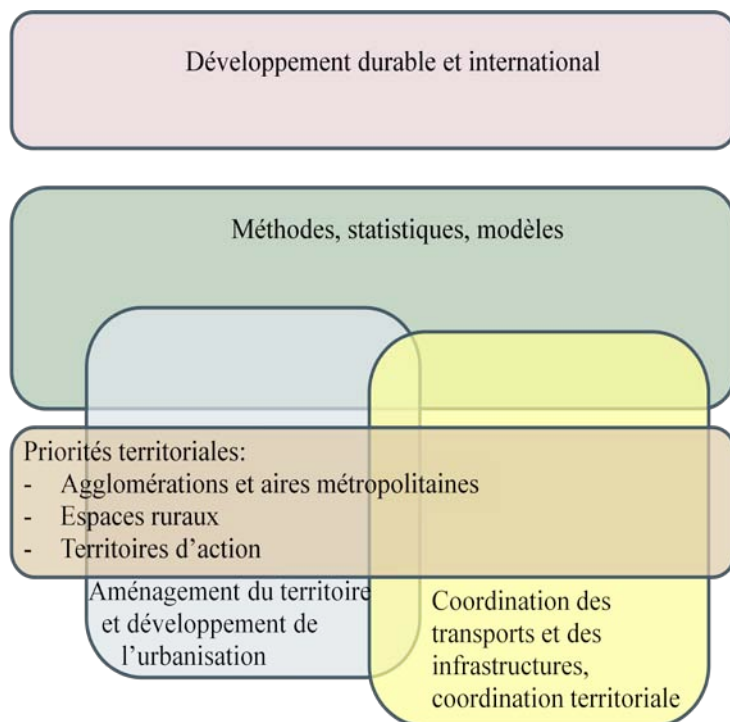 Développement durable et international
Méthodes, statistiques, modèles
Priorités territoriales:
- Agglomérations et aires métropolitaines
- Espaces ruraux
- Territoires d’action
Aménagement du territoire
et développement de
l’urbanisation
Coordination des
transports et des
infrastructures,
coordination territoriale